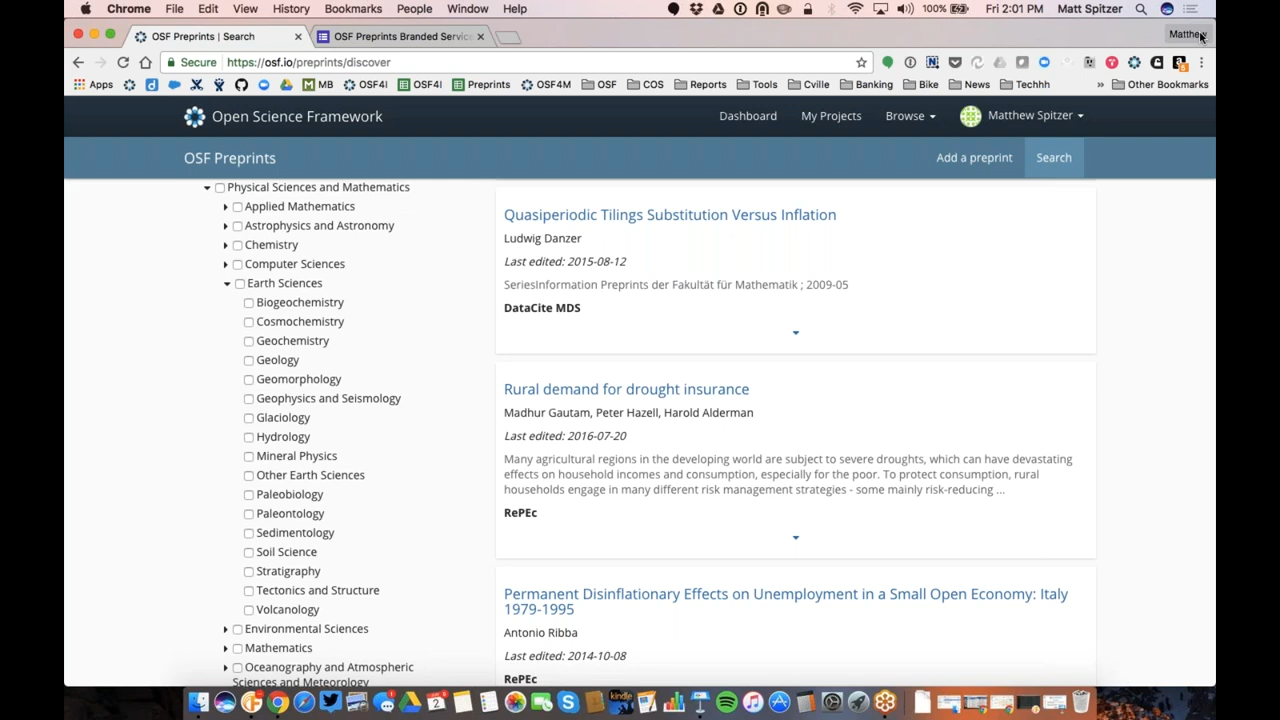 Chrome File Edit View History Bookmarks People Window Help 100% Fri 2:01 PM Matt Spitzer
OSF Preprints | Search OSF Preprints Branded Servic
Secure https://osf.io/preprints/discover
Apps MB OSF4I OSF4I Preprints OSF4M OSF COS Reports Tools Cville Banking Bike News Techhh » Other Bookmarks
Open Science Framework Dashboard My Projects Browse Matthew Spitzer
OSF Preprints Add a preprint Search
Physical Sciences and Mathematics
Applied Mathematics
Astrophysics and Astronomy
Chemistry
Computer Sciences
Earth Sciences
Biogeochemistry
Cosmochemistry
Geochemistry
Geology
Geomorphology
Geophysics and Seismology
Glaciology
Hydrology
Mineral Physics
Other Earth Sciences
Paleobiology
Paleontology
Sedimentology
Soil Science
Stratigraphy
Tectonics and Structure
Volcanology
Environmental Sciences
Mathematics
Oceanography and Atmospheric
Sciences and Meteorology
Quasiperiodic Tilings Substitution Versus Inflation
Ludwig Danzer
Last edited: 2015-08-12
SeriesInformation Preprints der Fakultät für Mathematik ; 2009-05
DataCite MDS
Rural demand for drought insurance
Madhur Gautam, Peter Hazell, Harold Alderman
Last edited: 2016-07-20
Many agricultural regions in the developing world are subject to severe droughts, which can have devastating
effects on household incomes and consumption, especially for the poor. To protect consumption, rural
households engage in many different risk management strategies - some mainly risk-reducing ...
RePEc
Permanent Disinflationary Effects on Unemployment in a Small Open Economy: Italy
1979-1995
Antonio Ribba
Last edited: 2014-10-08
RePEc